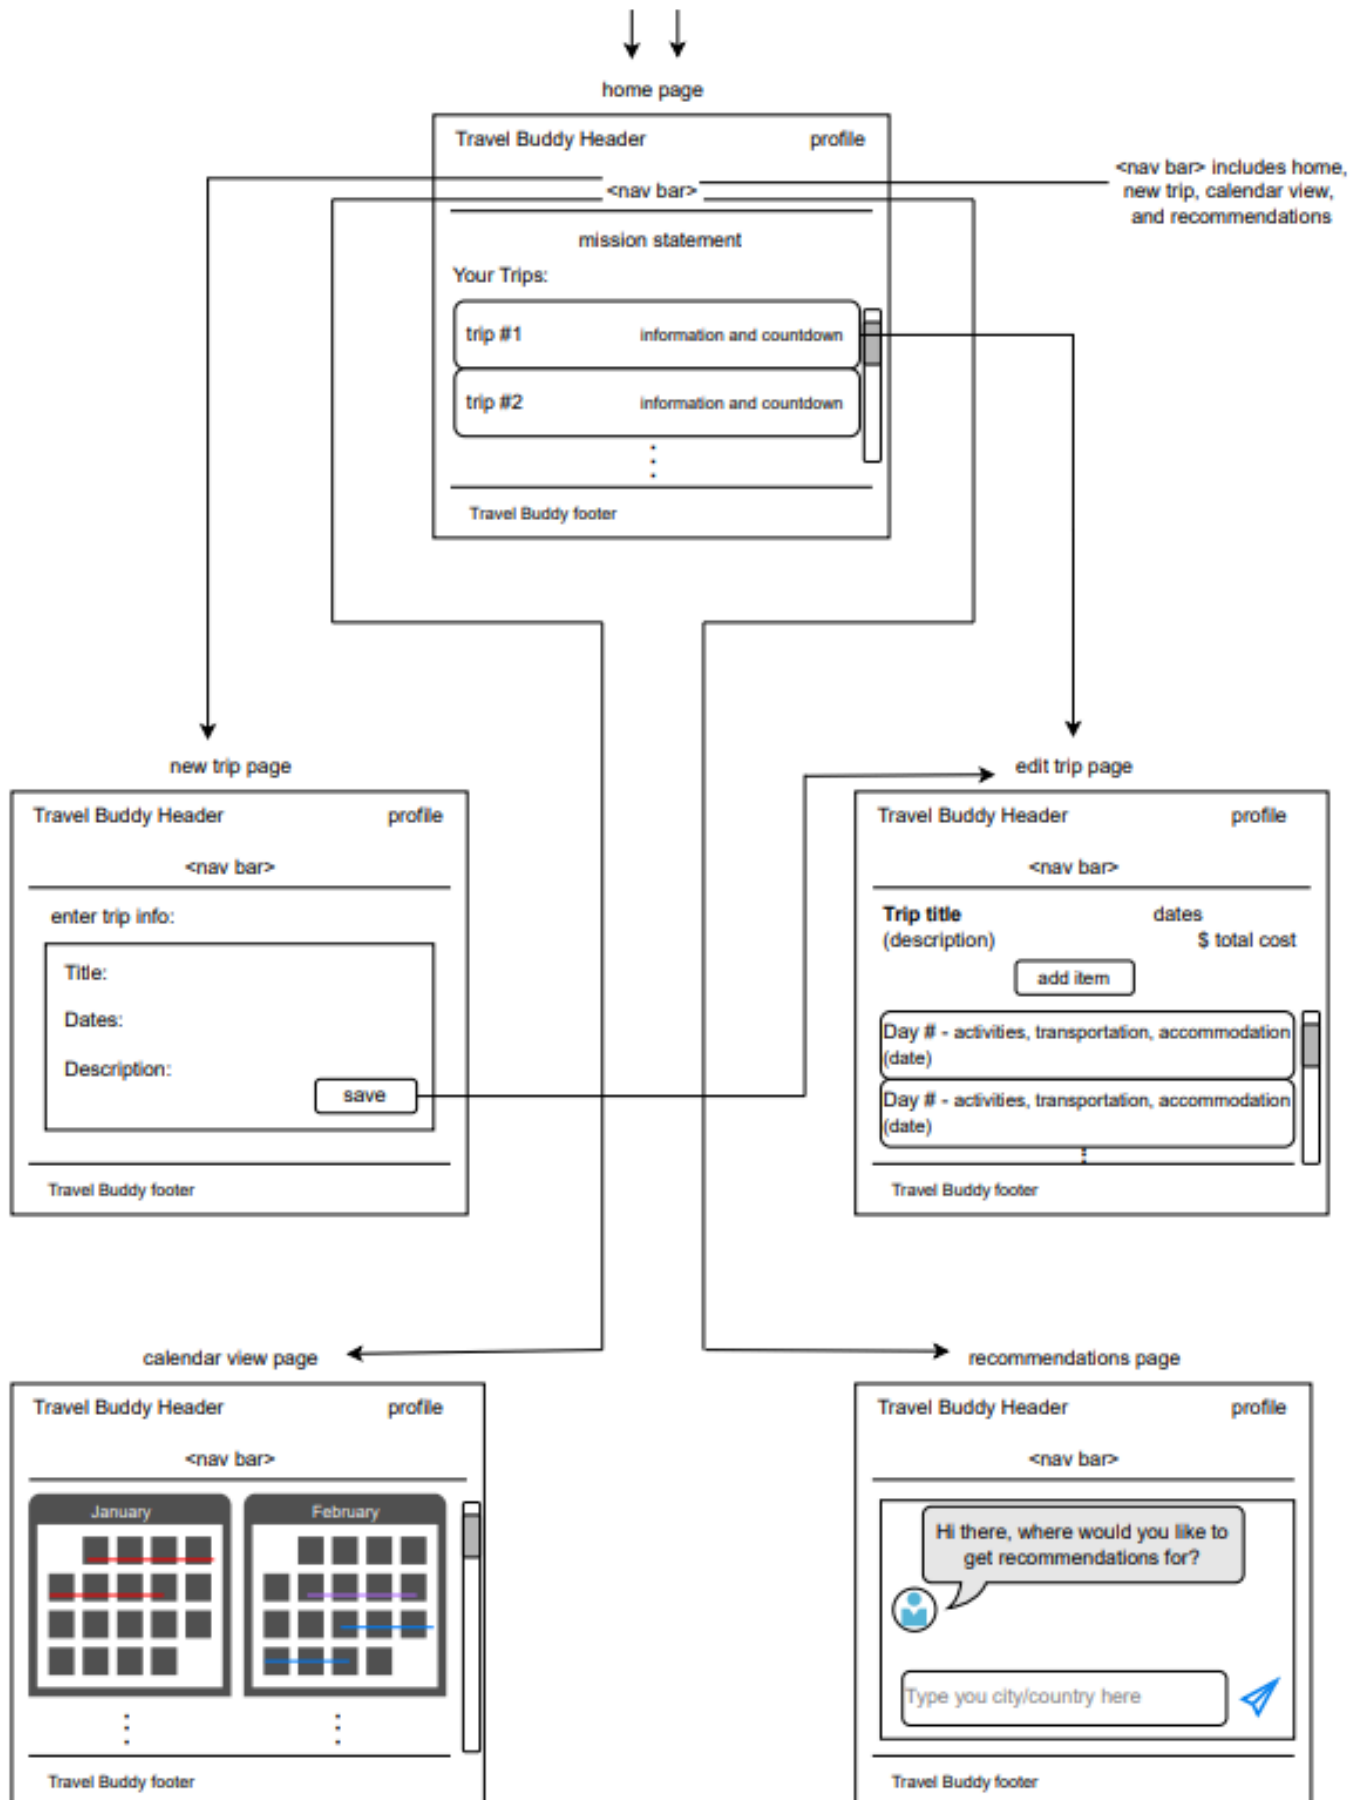 home page
Travel Buddy Header
profile
<nav bar>
<nav bar> includes home,
new trip, calendar view,
and recommendations
mission statement
Your Trips:
trip #1
information and countdown
trip #2
information and countdown
Travel Buddy footer
new trip page
Travel Buddy Header
profile
<nav bar>
enter trip info:
Title:
Dates:
Description:
save
Travel Buddy footer
edit trip page
Travel Buddy Header
profile
<nav bar>
Trip title
dates
(description)
$ total cost
add item
Day # - activities, transportation, accommodation
(date)
Day # - activities, transportation, accommodation
(date)
Travel Buddy footer
calendar view page
Travel Buddy Header
profile
<nav bar>
January
February
Travel Buddy footer
recommendations page
Travel Buddy Header
profile
<nav bar>
Hi there, where would you like to
get recommendations for?
Type you city/country here
Travel Buddy footer